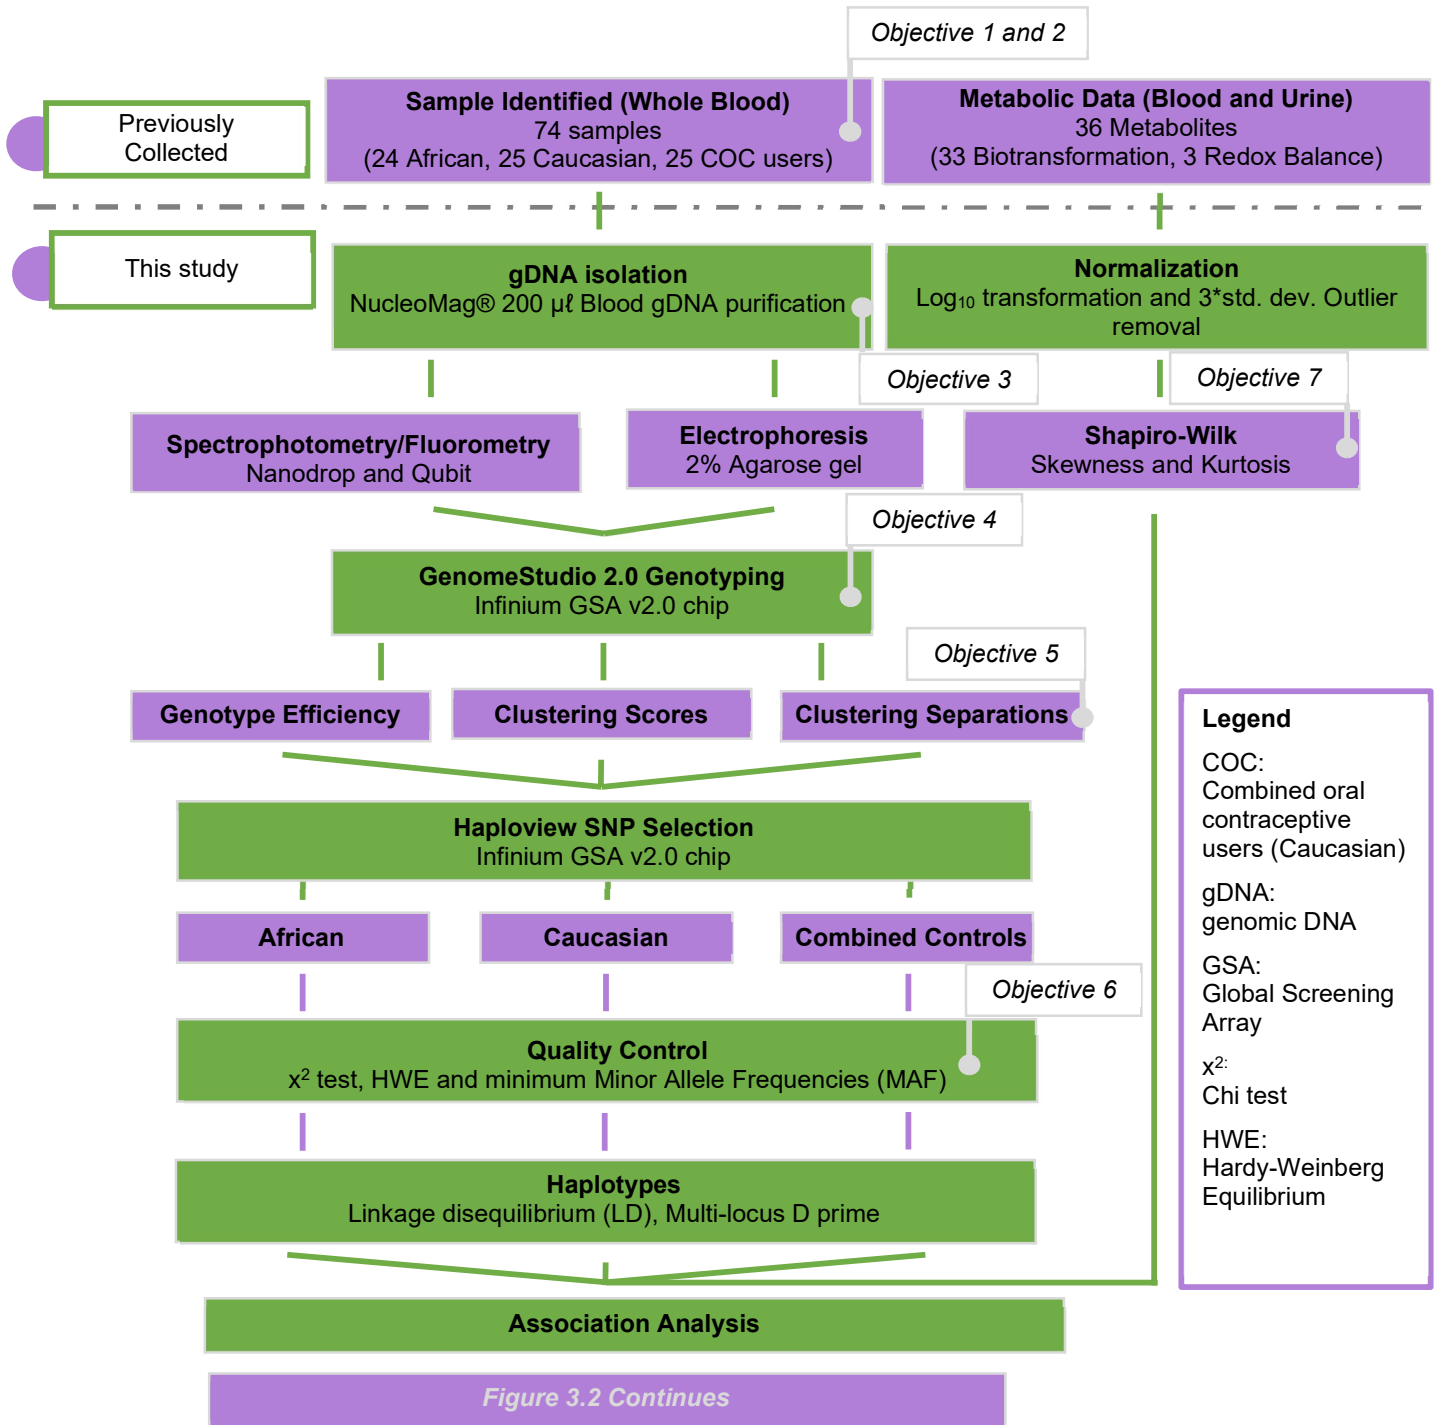 Objective 1 and 2
Previously
Collected
Sample Identified (Whole Blood)
74 samples
(24 African, 25 Caucasian, 25 COC users)
Metabolic Data (Blood and Urine)
36 Metabolites
(33 Biotransformation, 3 Redox Balance)
This study
gDNA isolation
NucleoMag® 200 µℓ Blood gDNA purification
Normalization
Log₁₀ transformation and 3*std. dev. Outlier
removal
Objective 3
Objective 7
Spectrophotometry/Fluorometry
Nanodrop and Qubit
Electrophoresis
2% Agarose gel
Shapiro-Wilk
Skewness and Kurtosis
Objective 4
GenomeStudio 2.0 Genotyping
Infinium GSA v2.0 chip
Objective 5
Genotype Efficiency
Clustering Scores
Clustering Separations
Haploview SNP Selection
Infinium GSA v2.0 chip
African
Caucasian
Combined Controls
Objective 6
Quality Control
x² test, HWE and minimum Minor Allele Frequencies (MAF)
Haplotypes
Linkage disequilibrium (LD), Multi-locus D prime
Association Analysis
Figure 3.2 Continues
Legend
COC:
Combined oral
contraceptive
users (Caucasian)
gDNA:
genomic DNA
GSA:
Global Screening
Array
x²:
Chi test
HWE:
Hardy-Weinberg
Equilibrium